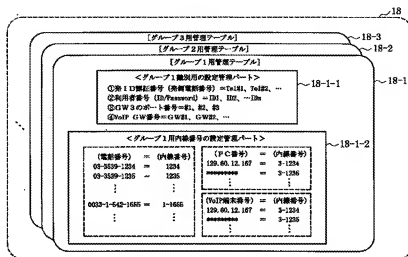 18
[グループ3用管理テーブル]
18-3
[グループ2用管理テーブル]
18-2
[グループ1用管理テーブル]
18-1
<グループ1識別用の設定管理パート>
18-1-1
①発ID認証番号(発側電話番号)=Tel#1、Tel#2、…
②利用者番号(ID/Password)=ID1、ID2、…IDn
③GW3のポート番号=#1、#2、#3
④VoIP GW番号=GW#1、GW#2、…
<グループ1用内線番号の設定管理パート>
18-1-2
(電話番号) = (内線番号)
03-3539-1234 = 1234
03-3539-1235 = 1235
0033-1-642-1655 = 1-1655
(PC番号) = (内線番号)
129.60.12.167 = 3-1234
********* = 3-1236
(VoIP端末番号) = (内線番号)
129.60.12.167 = 3-1234
********* = 3-1235